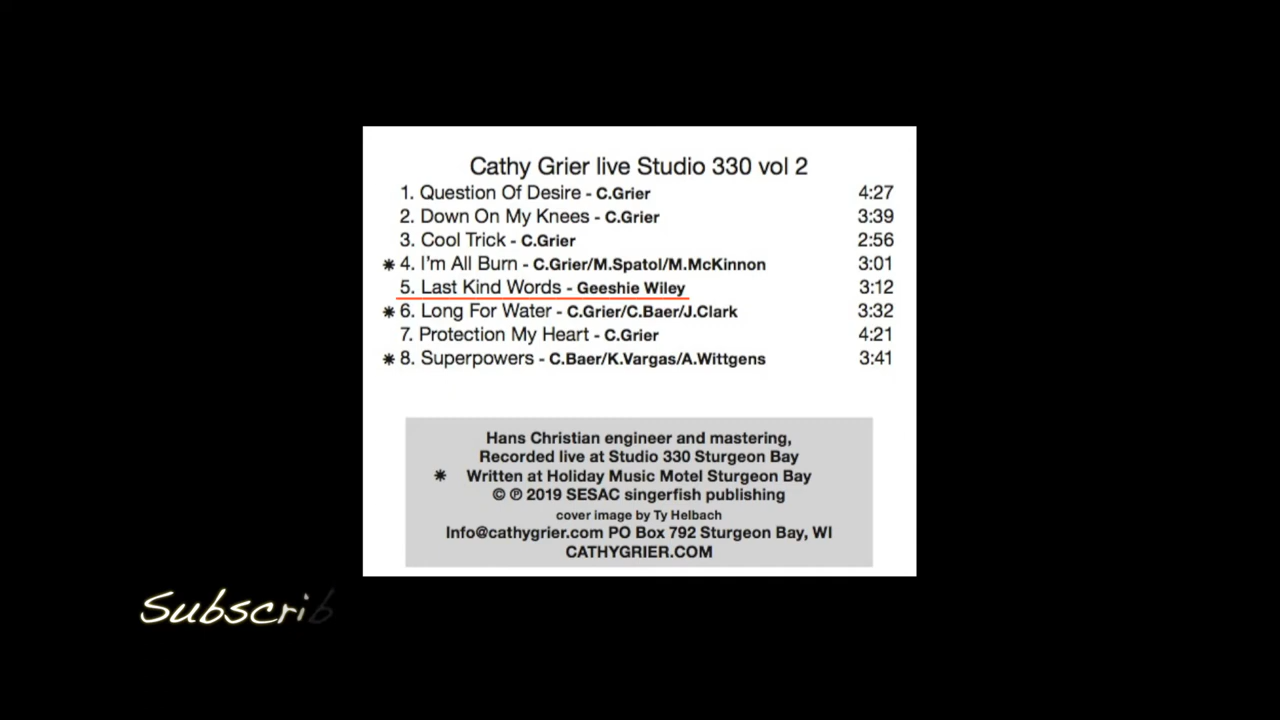 Cathy Grier live Studio 330 vol 2
1. Question Of Desire - C.Grier 4:27
2. Down On My Knees - C.Grier 3:39
3. Cool Trick - C.Grier 2:56
✷ 4. I'm All Burn - C.Grier/M.Spatol/M.McKinnon 3:01
5. Last Kind Words - Geeshie Wiley 3:12
✷ 6. Long For Water - C.Grier/C.Baer/J.Clark 3:32
7. Protection My Heart - C.Grier 4:21
✷ 8. Superpowers - C.Baer/K.Vargas/A.Wittgens 3:41
Hans Christian engineer and mastering,
Recorded live at Studio 330 Sturgeon Bay
✷ Written at Holiday Music Motel Sturgeon Bay
© ℗ 2019 SESAC singerfish publishing
cover image by Ty Helbach
Info@cathygrier.com PO Box 792 Sturgeon Bay, WI
CATHYGRIER.COM
Subscrib